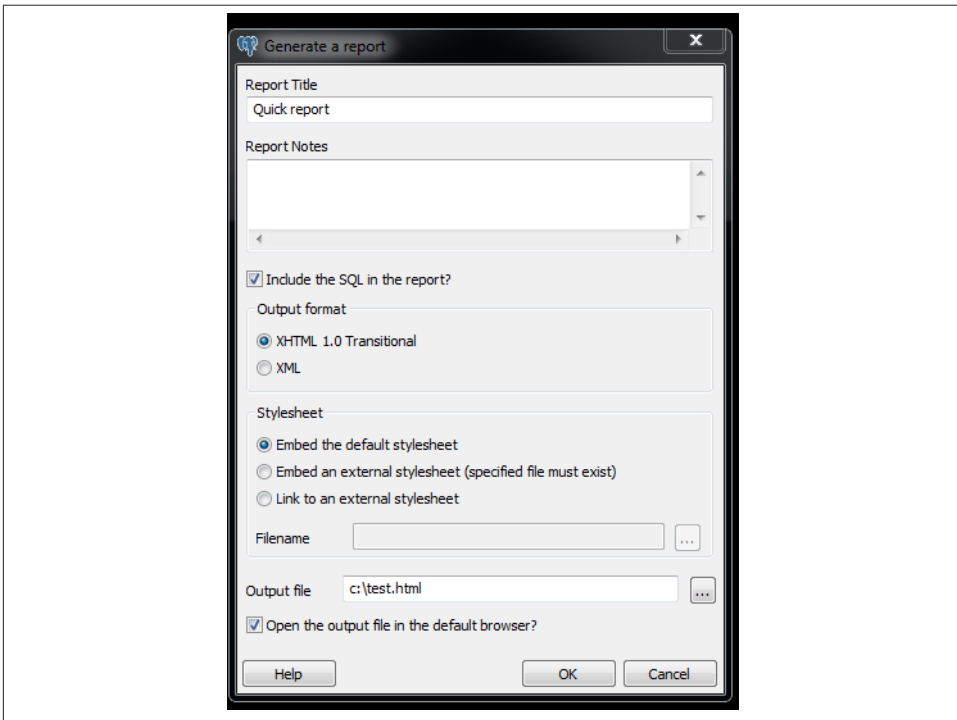 Generate a report
x
Report Title
Quick report
Report Notes
Include the SQL in the report?
Output format
XHTML 1.0 Transitional
XML
Stylesheet
Embed the default stylesheet
Embed an external stylesheet (specified file must exist)
Link to an external stylesheet
Filename ...
Output file c:\test.html ...
Open the output file in the default browser?
Help OK Cancel